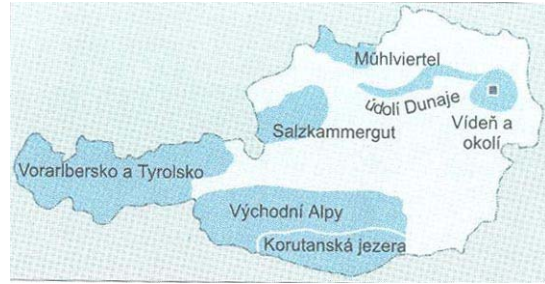 Mühlviertel
údolí Dunaje
Salzkammergut
Vídeň a
okolí
Vorarlbersko a Tyrolsko
Východní Alpy
Korutanská jezera